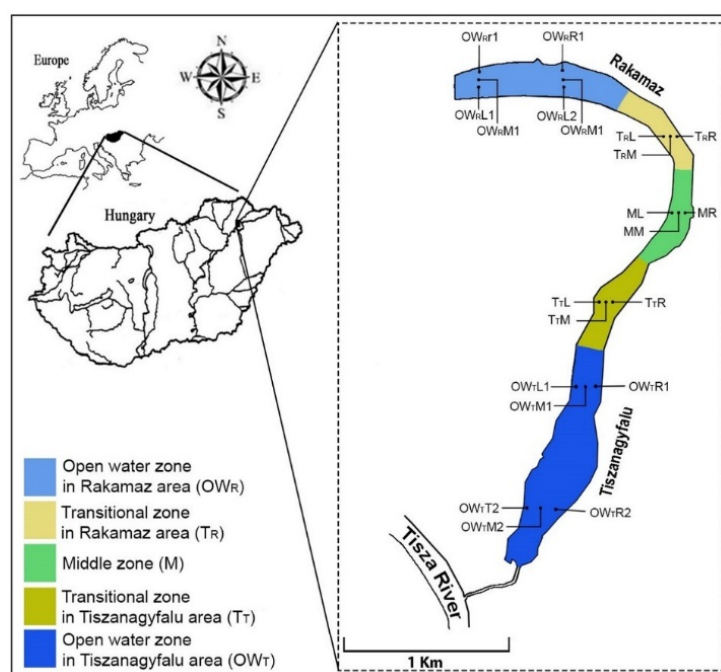 Europe
N
W
E
S
Hungary
Open water zone
in Rakamaz area (OWR)
Transitional zone
in Rakamaz area (TR)
Middle zone (M)
Transitional zone
in Tiszanagyfalu area (TT)
Open water zone
in Tiszanagyfalu area (OWT)
OWRr1
OWRR1
Rakamaz
OWRL1
OWRM1
OWRL2
OWRM1
TRL
TRR
TRM
ML
MR
MM
TTL
TTR
TTM
OWTL1
OWTR1
OWTM1
Tiszanagyfalu
OWTT2
OWTR2
OWTM2
Tisza River
1 Km